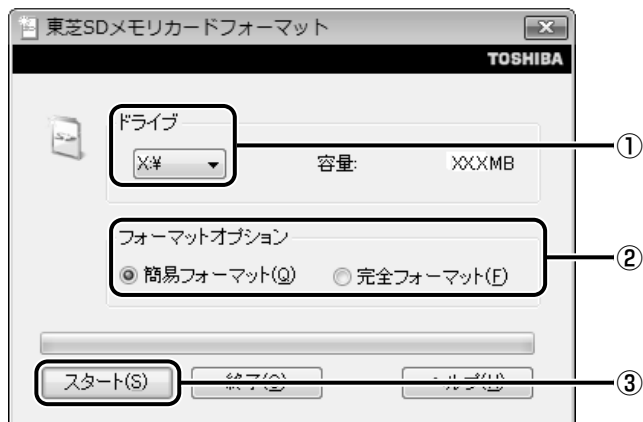 東芝SDメモリカードフォーマット
TOSHIBA
ドライブ
X:¥
容量:
XXXMB
①
フォーマットオプション
簡易フォーマット(Q)
完全フォーマット(F)
②
スタート(S)
③